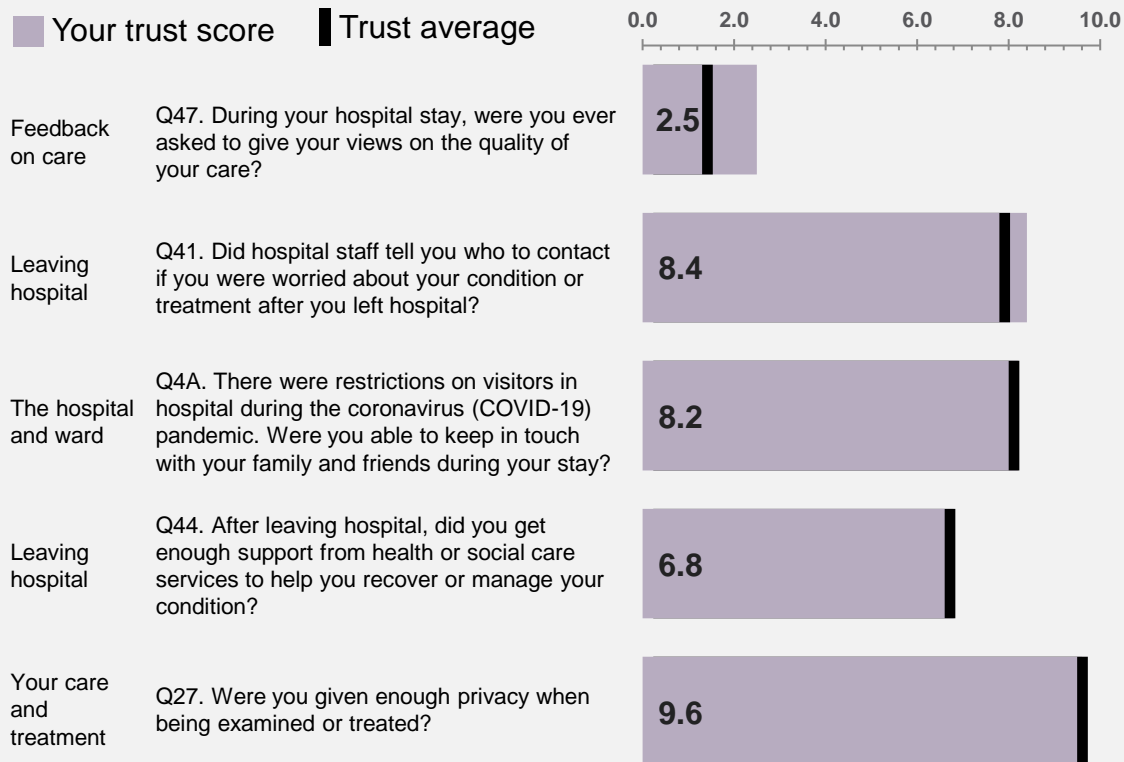 Your trust score
Trust average
0.0 2.0 4.0 6.0 8.0 10.0
Feedback
on care
Q47. During your hospital stay, were you ever
asked to give your views on the quality of
your care?
2.5
Leaving
hospital
Q41. Did hospital staff tell you who to contact
if you were worried about your condition or
treatment after you left hospital?
8.4
The hospital
and ward
Q4A. There were restrictions on visitors in
hospital during the coronavirus (COVID-19)
pandemic. Were you able to keep in touch
with your family and friends during your stay?
8.2
Leaving
hospital
Q44. After leaving hospital, did you get
enough support from health or social care
services to help you recover or manage your
condition?
6.8
Your care
and
treatment
Q27. Were you given enough privacy when
being examined or treated?
9.6